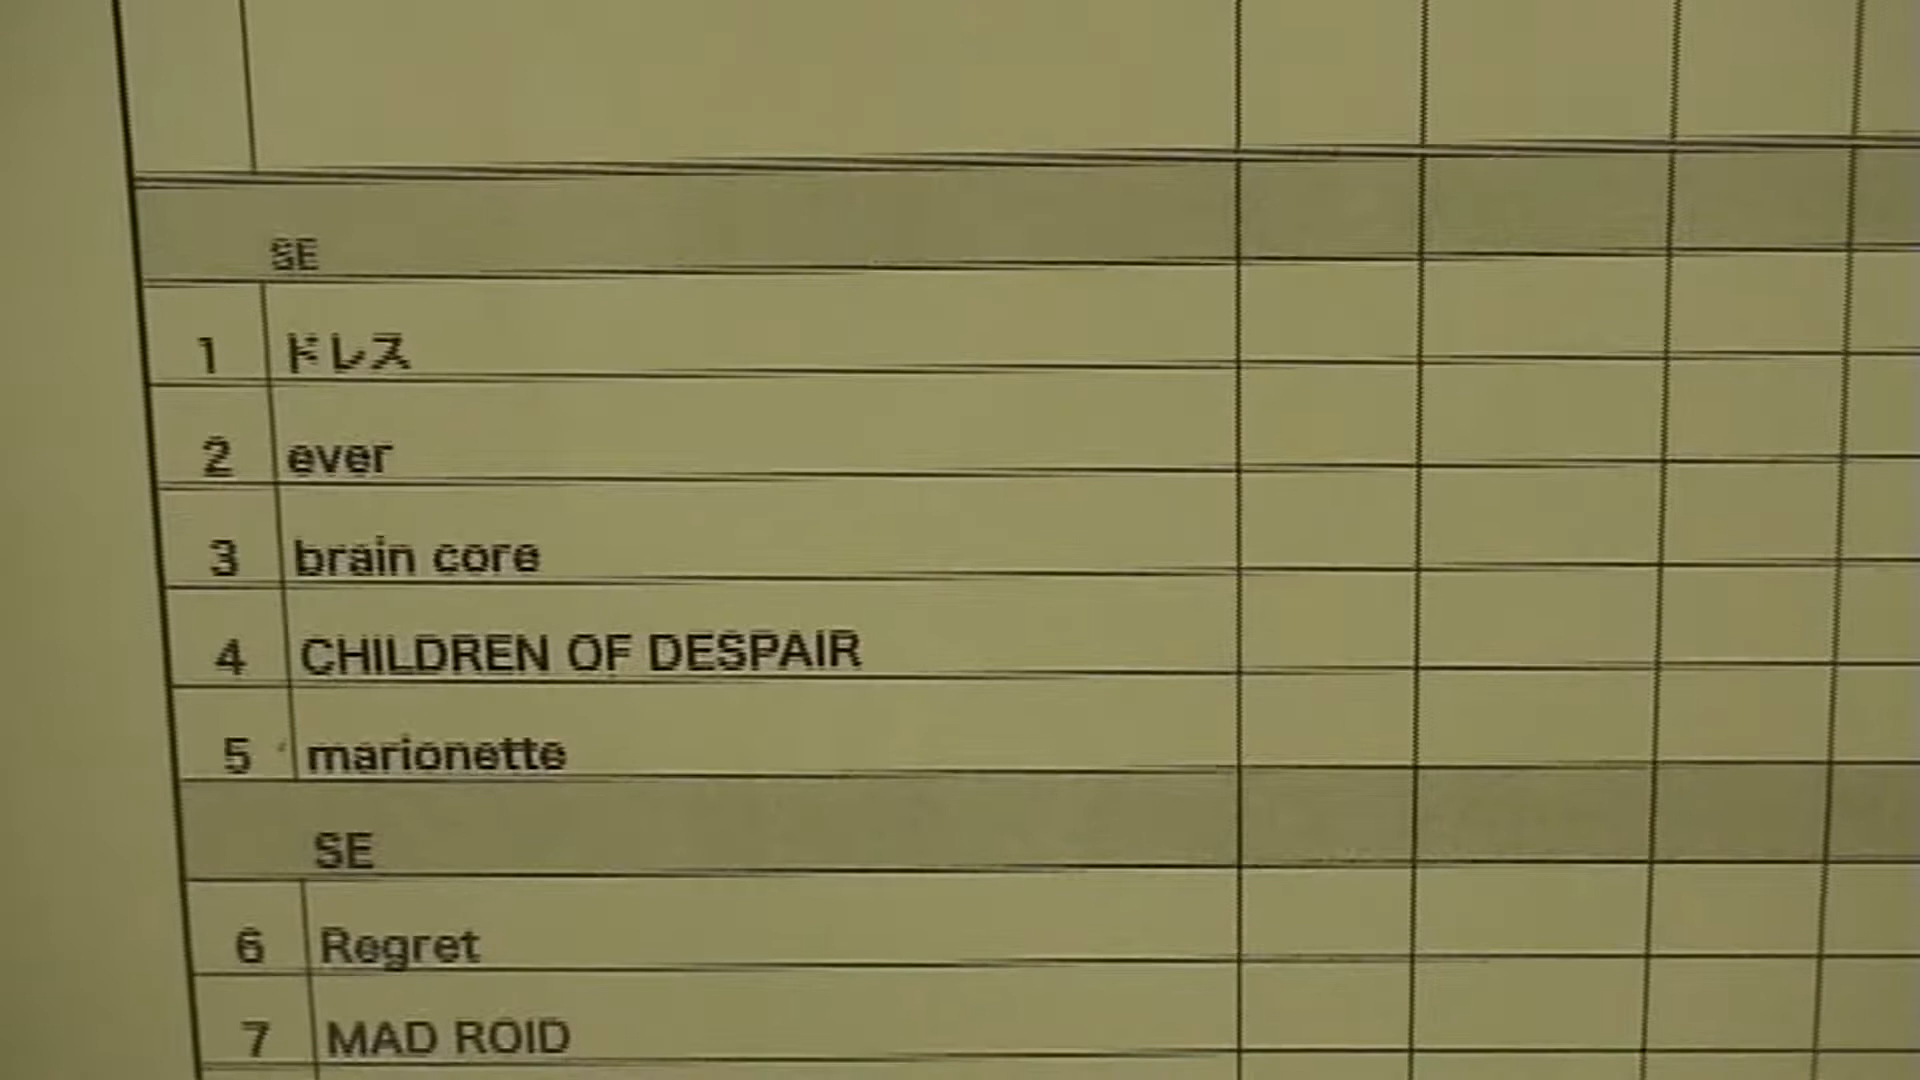 SE
1 ドレス
2 ever
3 brain core
4 CHILDREN OF DESPAIR
5 marionette
SE
6 Regret
7 MAD ROID